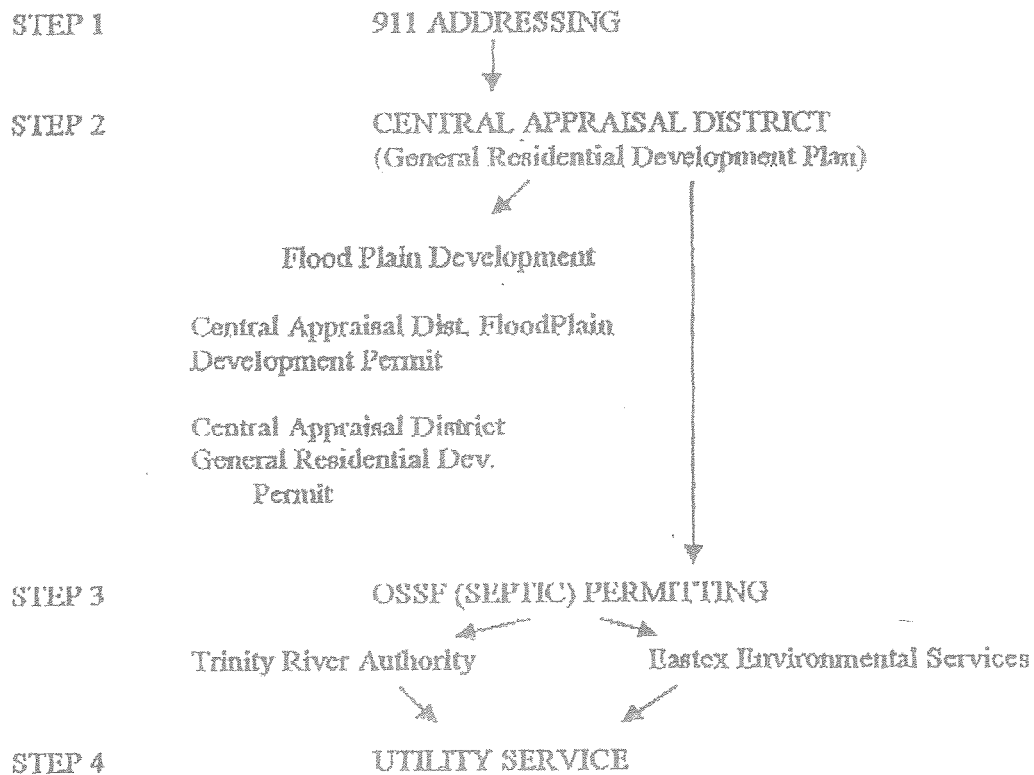 STEP 1 911 ADDRESSING
STEP 2 CENTRAL APPRAISAL DISTRICT
(General Residential Development Plan)
Flood Plain Development
Central Appraisal Dist. FloodPlain
Development Permit
Central Appraisal District
General Residential Dev.
Permit
STEP 3 OSSF (SEPTIC) PERMITTING
Trinity River Authority Eastex Environmental Services
STEP 4 UTILITY SERVICE